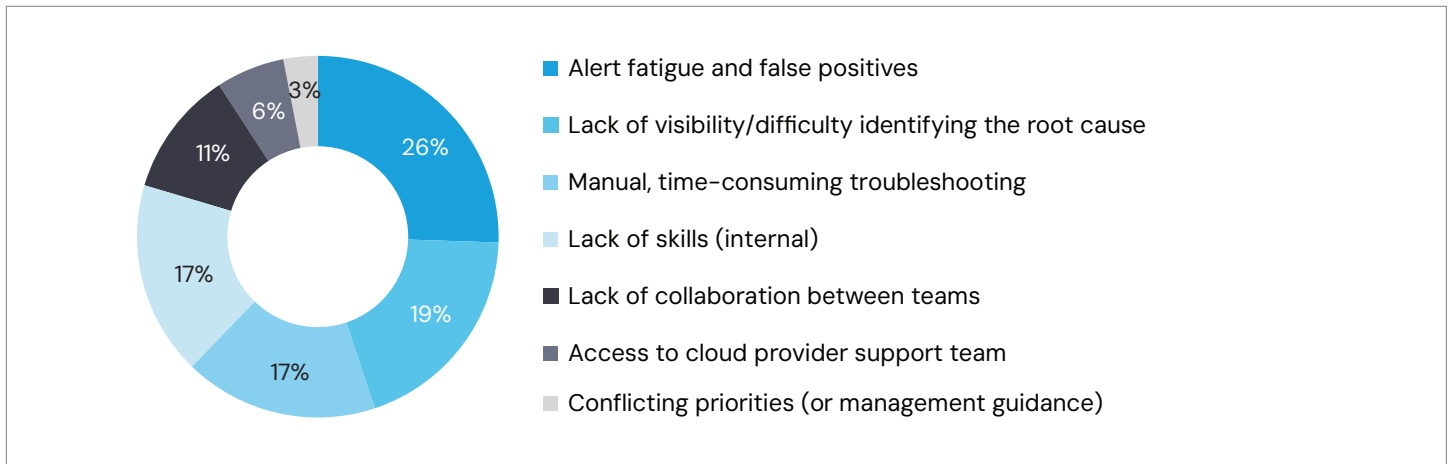 3%
6%
26%
11%
17%
19%
17%
Alert fatigue and false positives
Lack of visibility/difficulty identifying the root cause
Manual, time-consuming troubleshooting
Lack of skills (internal)
Lack of collaboration between teams
Access to cloud provider support team
Conflicting priorities (or management guidance)